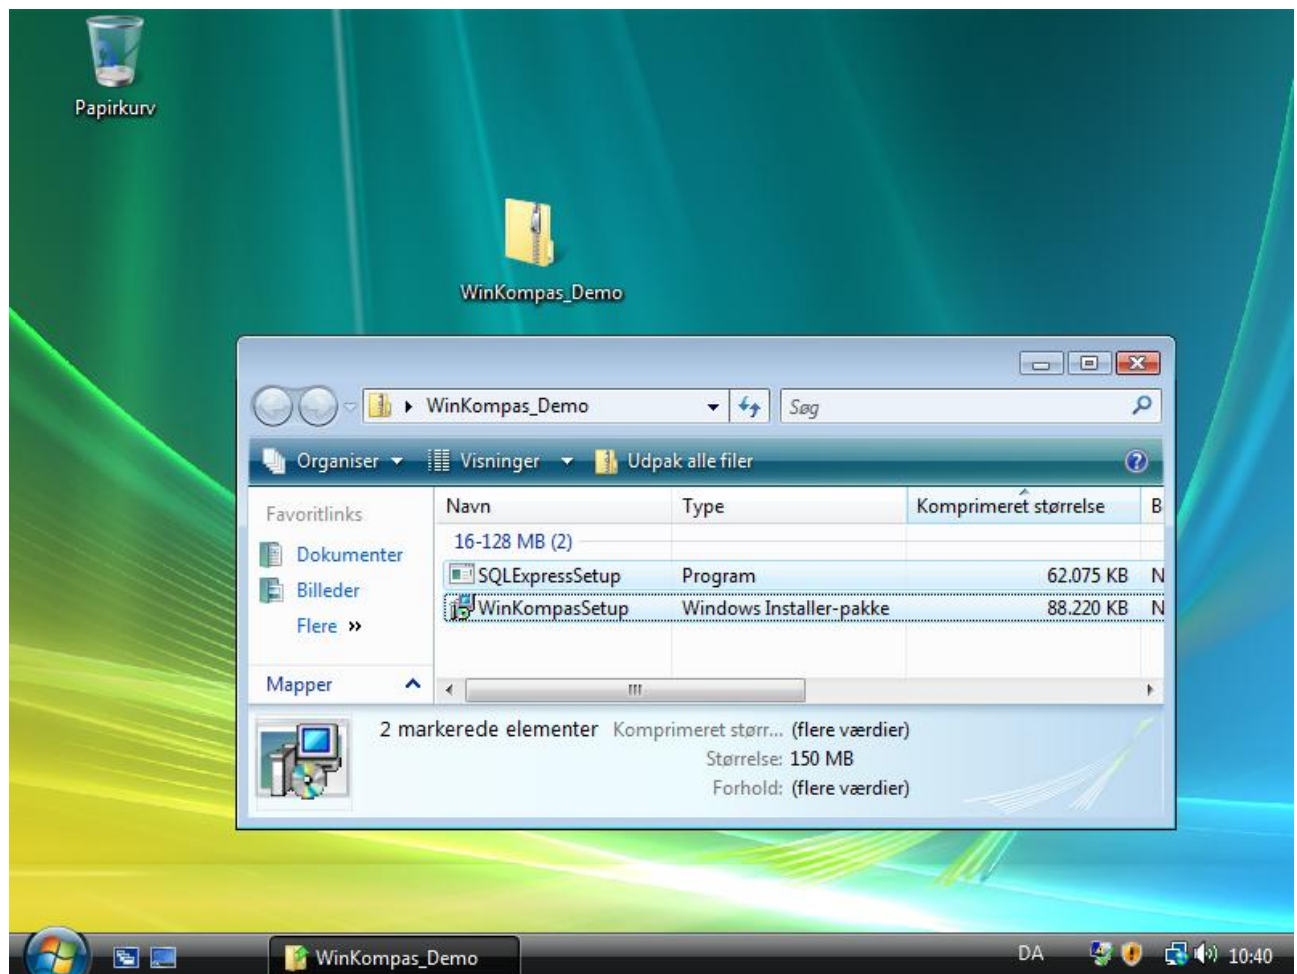 Papirkurv
WinKompas_Demo
WinKompas_Demo
Søg
Organiser
Visninger
Udpak alle filer
Favoritlinks
Dokumenter
Billeder
Flere
Mapper
Navn Type Komprimeret størrelse B
16-128 MB (2)
SQLExpressSetup Program 62.075 KB N
WinKompasSetup Windows Installer-pakke 88.220 KB N
2 markerede elementer Komprimeret størr... (flere værdier)
Størrelse: 150 MB
Forhold: (flere værdier)
WinKompas_Demo
DA
10:40